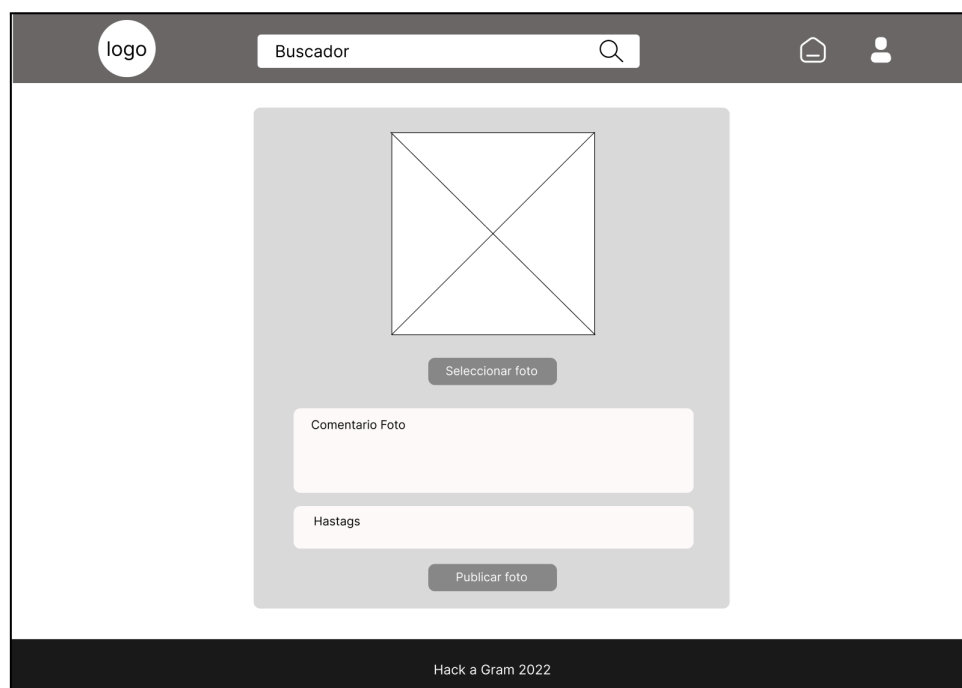 logo
Buscador
Seleccionar foto
Comentario Foto
Hastags
Publicar foto
Hack a Gram 2022